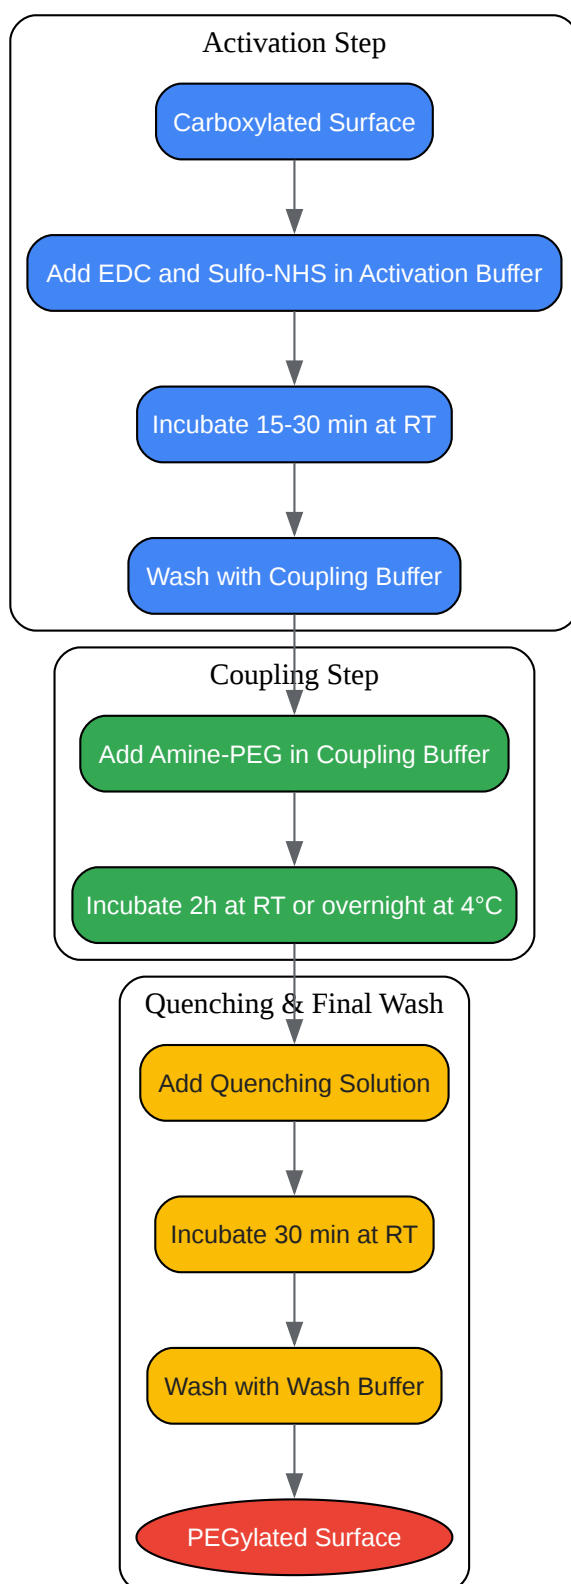 Activation Step
Carboxylated Surface
Add EDC and Sulfo-NHS in Activation Buffer
Incubate 15-30 min at RT
Wash with Coupling Buffer
Coupling Step
Add Amine-PEG in Coupling Buffer
Incubate 2h at RT or overnight at 4°C
Quenching & Final Wash
Add Quenching Solution
Incubate 30 min at RT
Wash with Wash Buffer
PEGylated Surface